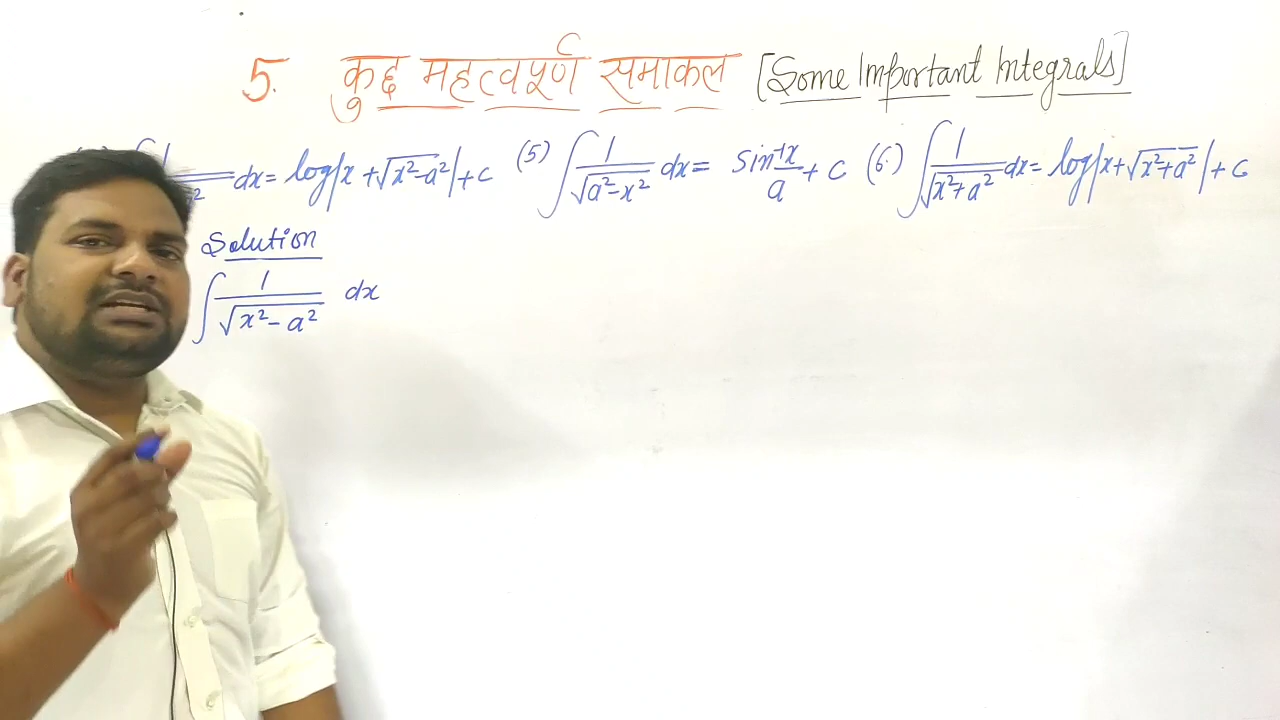 5. कुछ महत्वपूर्ण समाकल [Some Important Integrals]
dx = log|x + √x²-a²| + c (5) ∫ 1/√a²-x² dx = Sin⁻¹x/a + c (6) ∫ 1/√x²+a² dx = log|x+√x²+a²| + c
Solution
∫ 1/√x²-a² dx